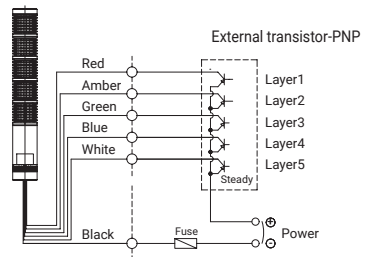 External transistor-PNP
Red
Layer1
Amber
Layer2
Green
Layer3
Blue
Layer4
White
Layer5
Steady
Black
Fuse
Power